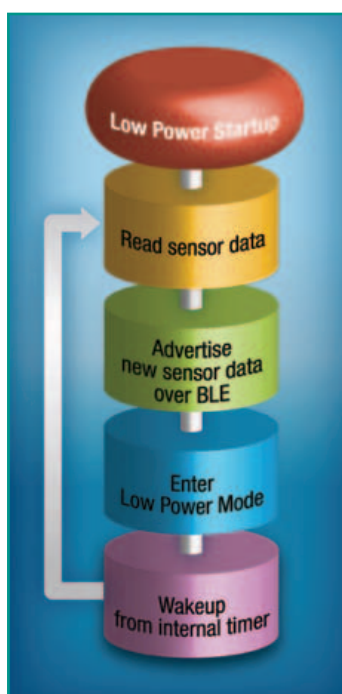 Low Power Startup
Read sensor data
Advertise
new sensor data
over BLE
Enter
Low Power Mode
Wakeup
from internal timer